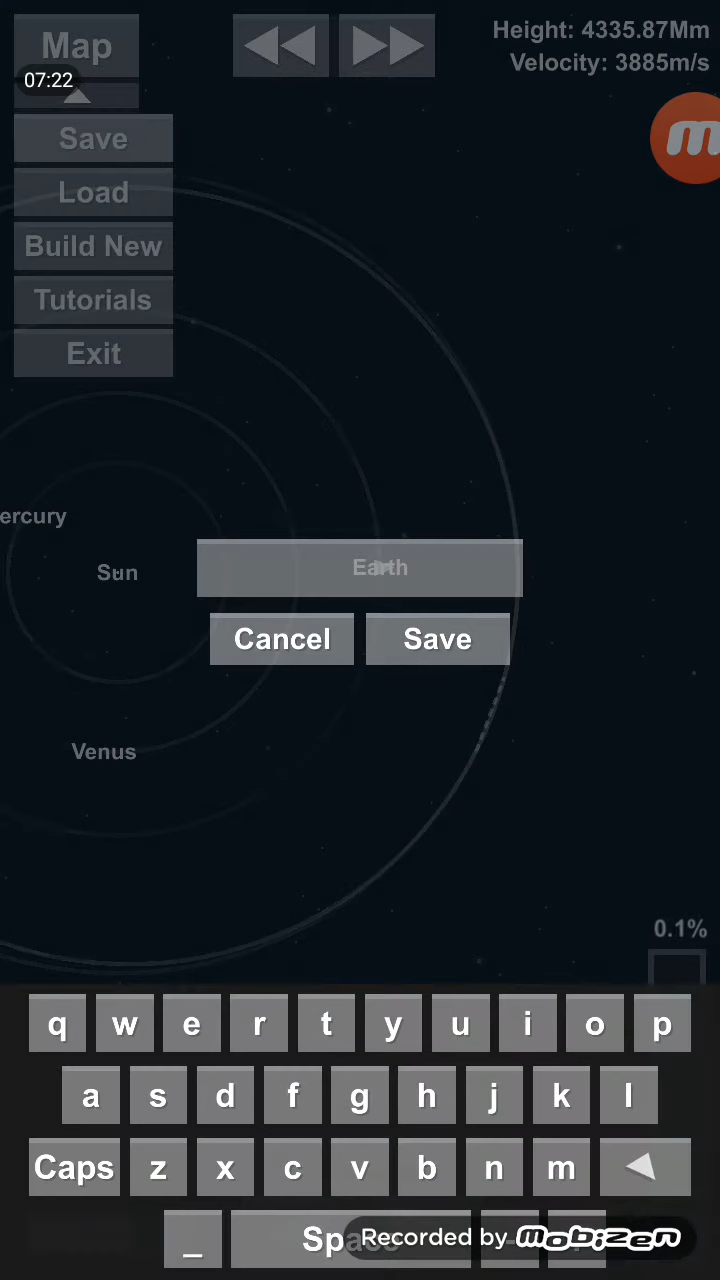 Map
07:22
Height: 4335.87Mm
Velocity: 3885m/s
Save
Load
Build New
Tutorials
Exit
ercury
Sun
Earth
Cancel
Save
Venus
0.1%
q w e r t y u i o p
a s d f g h j k l
Caps z x c v b n m
_ Space
Recorded by mobizen